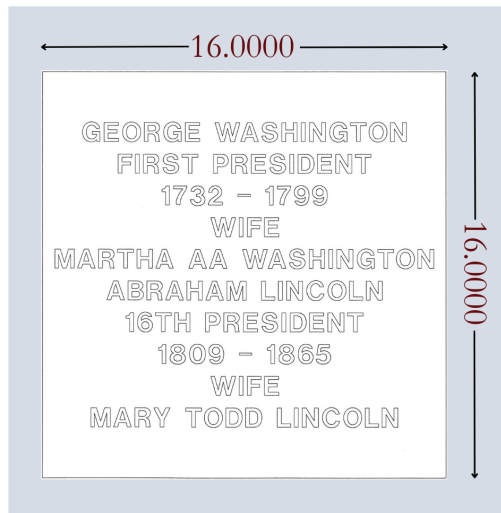 16.0000
GEORGE WASHINGTON
FIRST PRESIDENT
1732 - 1799
WIFE
MARTHA AA WASHINGTON
ABRAHAM LINCOLN
16TH PRESIDENT
1809 - 1865
WIFE
MARY TODD LINCOLN
16.0000